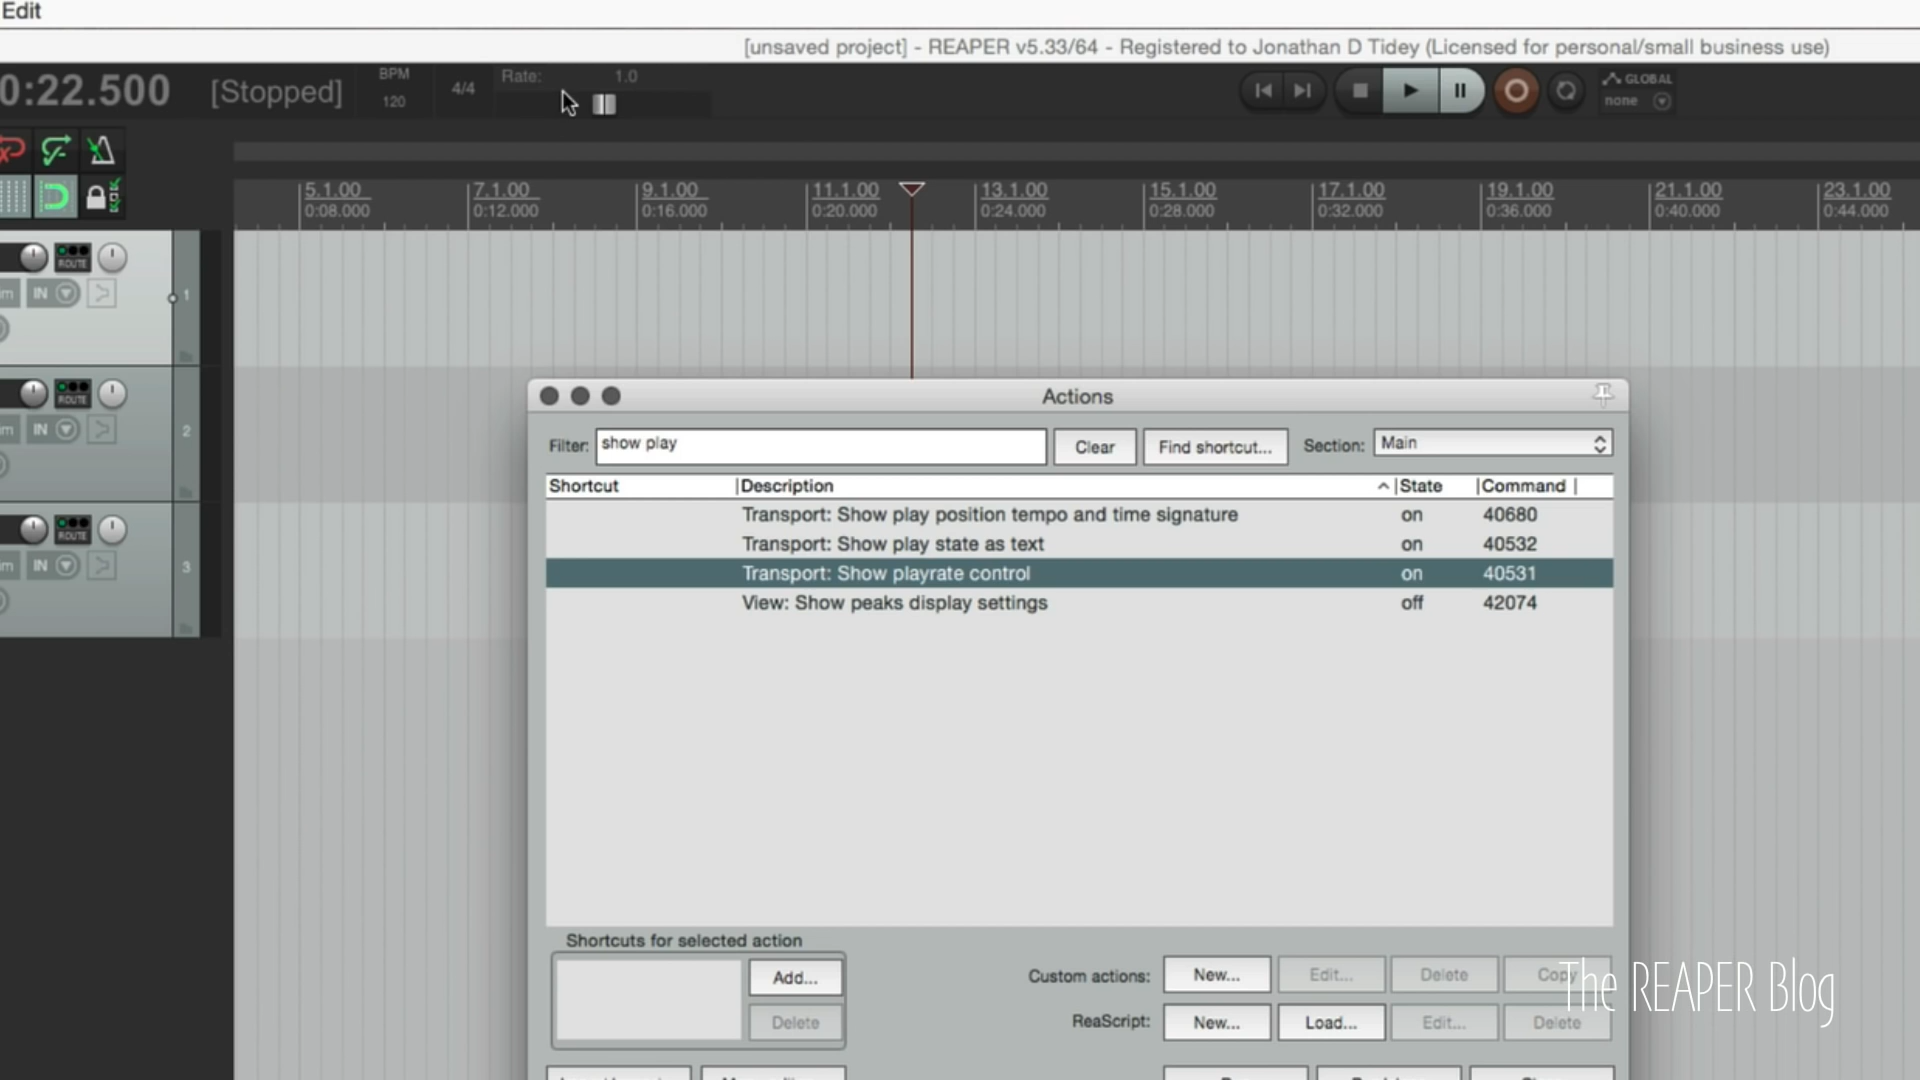 Edit
[unsaved project] - REAPER v5.33/64 - Registered to Jonathan D Tidey (Licensed for personal/small business use)
0:22.500 [Stopped] BPM 120 4/4 Rate: 1.0
GLOBAL
none
5.1.00 7.1.00 9.1.00 11.1.00 13.1.00 15.1.00 17.1.00 19.1.00 21.1.00 23.1.00
0:08.000 0:12.000 0:16.000 0:20.000 0:24.000 0:28.000 0:32.000 0:36.000 0:40.000 0:44.000
ROUTE
IN
1
ROUTE
IN
2
ROUTE
IN
3
Actions
Filter: show play Clear Find shortcut... Section: Main
Shortcut Description State Command
Transport: Show play position tempo and time signature on 40680
Transport: Show play state as text on 40532
Transport: Show playrate control on 40531
View: Show peaks display settings off 42074
Shortcuts for selected action
Add...
Delete
Custom actions: New... Edit... Delete Copy
ReaScript: New... Load... Edit... Delete
The REAPER Blog